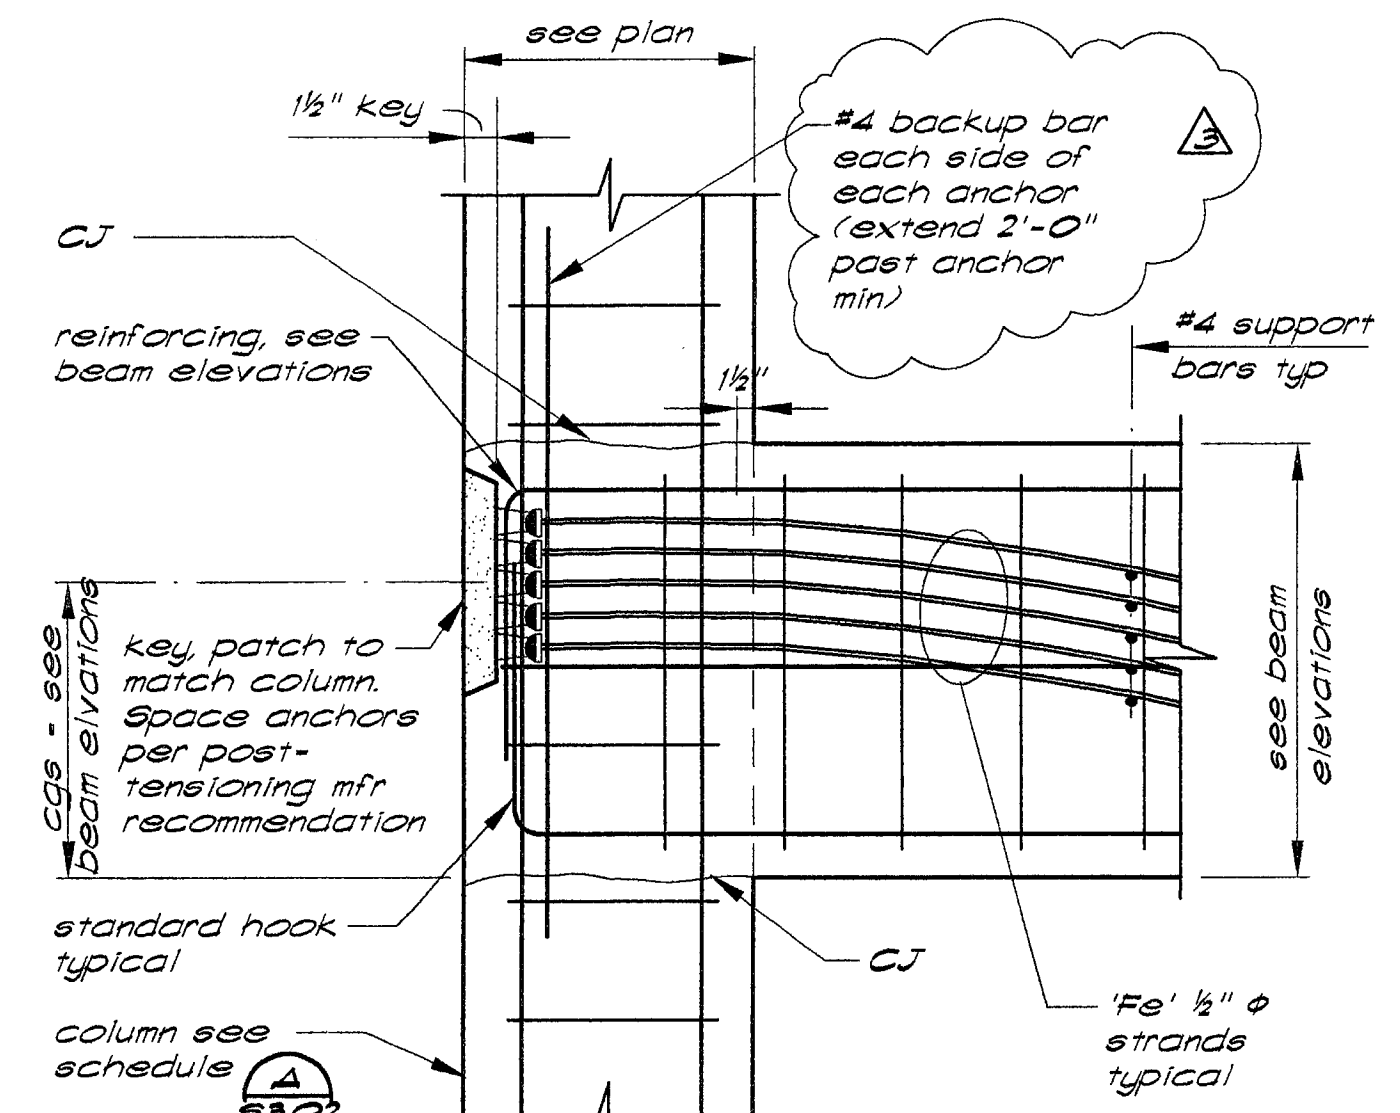 see plan
1½" key
#4 backup bar
each side of
each anchor
(extend 2'-0"
past anchor
min)
3
CJ
reinforcing, see
beam elevations
#4 support
bars typ
1½"
cgs - see
beam elvations
key, patch to
match column.
Space anchors
per post-
tensioning mfr
recommendation
see beam
elevations
standard hook
typical
CJ
'Fe' ½" Φ
strands
typical
column see
schedule